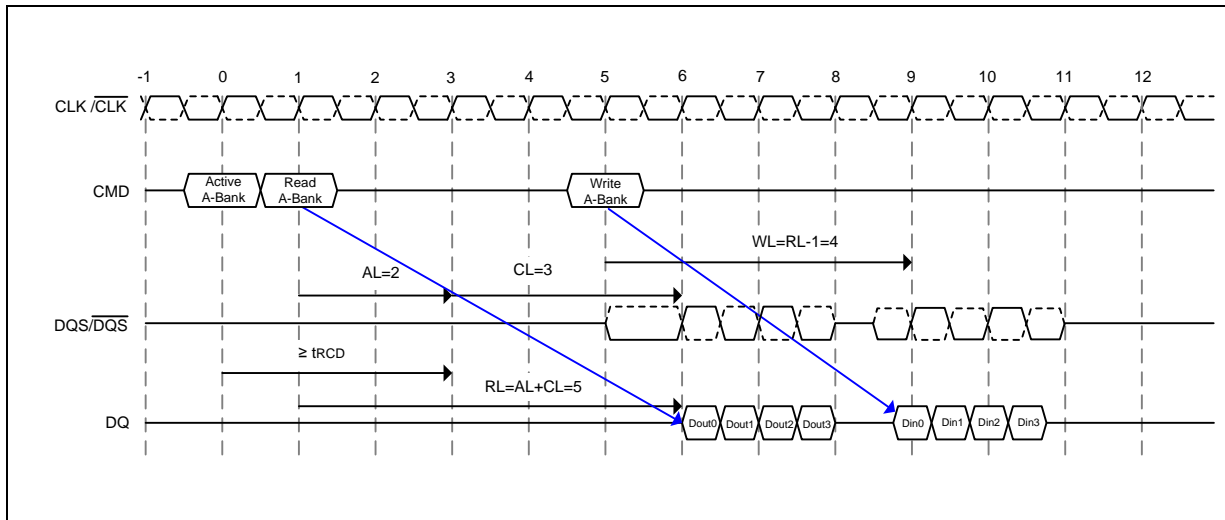 -1 0 1 2 3 4 5 6 7 8 9 10 11 12
CLK /CLK
CMD
Active
A-Bank
Read
A-Bank
Write
A-Bank
WL=RL-1=4
AL=2
CL=3
DQS/DQS
≥ tRCD
RL=AL+CL=5
DQ
Dout0 Dout1 Dout2 Dout3
Din0 Din1 Din2 Din3